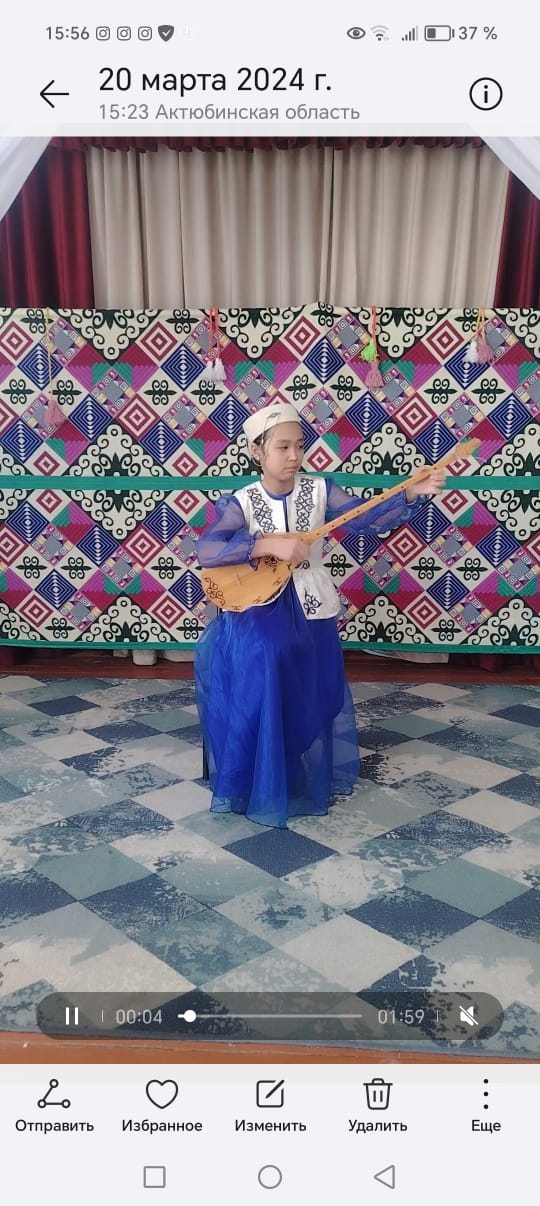 15:56 37 %
20 марта 2024 г.
15:23 Актюбинская область
00:04 01:59
Отправить Избранное Изменить Удалить Еще